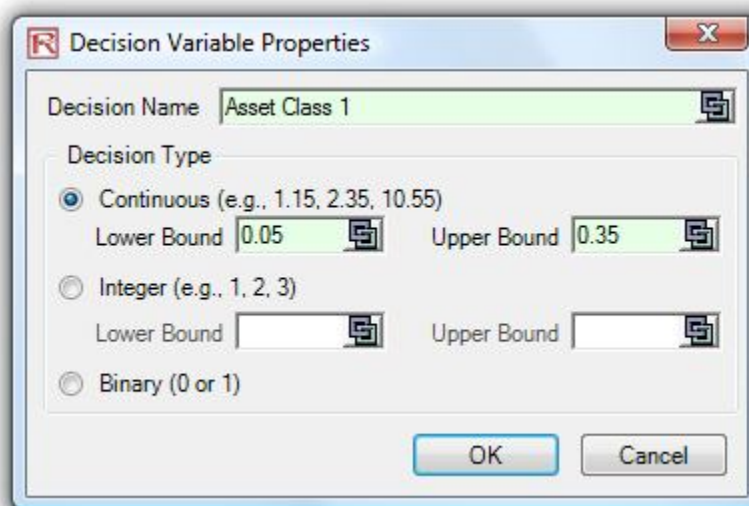 Decision Variable Properties
Decision Name Asset Class 1
Decision Type
Continuous (e.g., 1.15, 2.35, 10.55)
Lower Bound 0.05 Upper Bound 0.35
Integer (e.g., 1, 2, 3)
Lower Bound Upper Bound
Binary (0 or 1)
OK Cancel